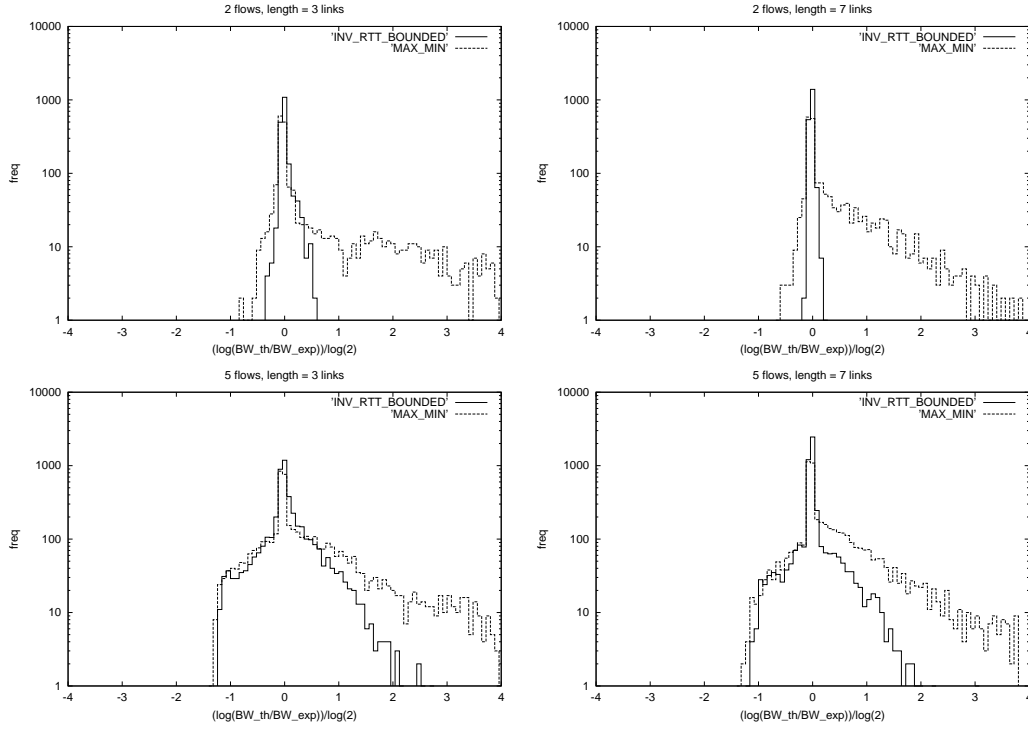 2 flows, length = 3 links
10000
'INV_RTT_BOUNDED'
'MAX_MIN'
1000
freq
100
10
1
-4 -3 -2 -1 0 1 2 3 4
(log(BW_th/BW_exp))/log(2)
2 flows, length = 7 links
10000
'INV_RTT_BOUNDED'
'MAX_MIN'
1000
freq
100
10
1
-4 -3 -2 -1 0 1 2 3 4
(log(BW_th/BW_exp))/log(2)
5 flows, length = 3 links
10000
'INV_RTT_BOUNDED'
'MAX_MIN'
1000
freq
100
10
1
-4 -3 -2 -1 0 1 2 3 4
(log(BW_th/BW_exp))/log(2)
5 flows, length = 7 links
10000
'INV_RTT_BOUNDED'
'MAX_MIN'
1000
freq
100
10
1
-4 -3 -2 -1 0 1 2 3 4
(log(BW_th/BW_exp))/log(2)